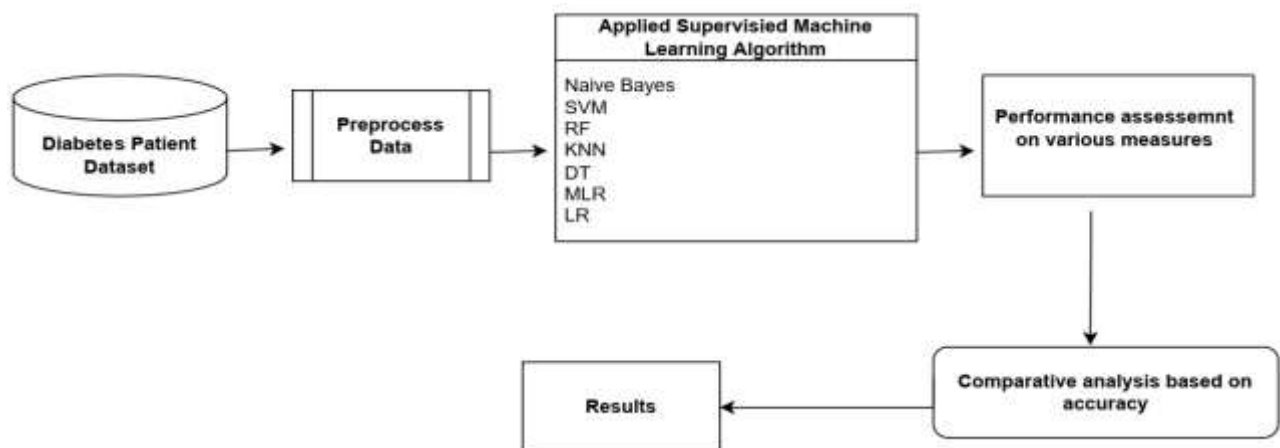 Diabetes Patient
Dataset
Preprocess
Data
Applied Supervisied Machine
Learning Algorithm
Naive Bayes
SVM
RF
KNN
DT
MLR
LR
Performance assessemnt
on various measures
Comparative analysis based on
accuracy
Results